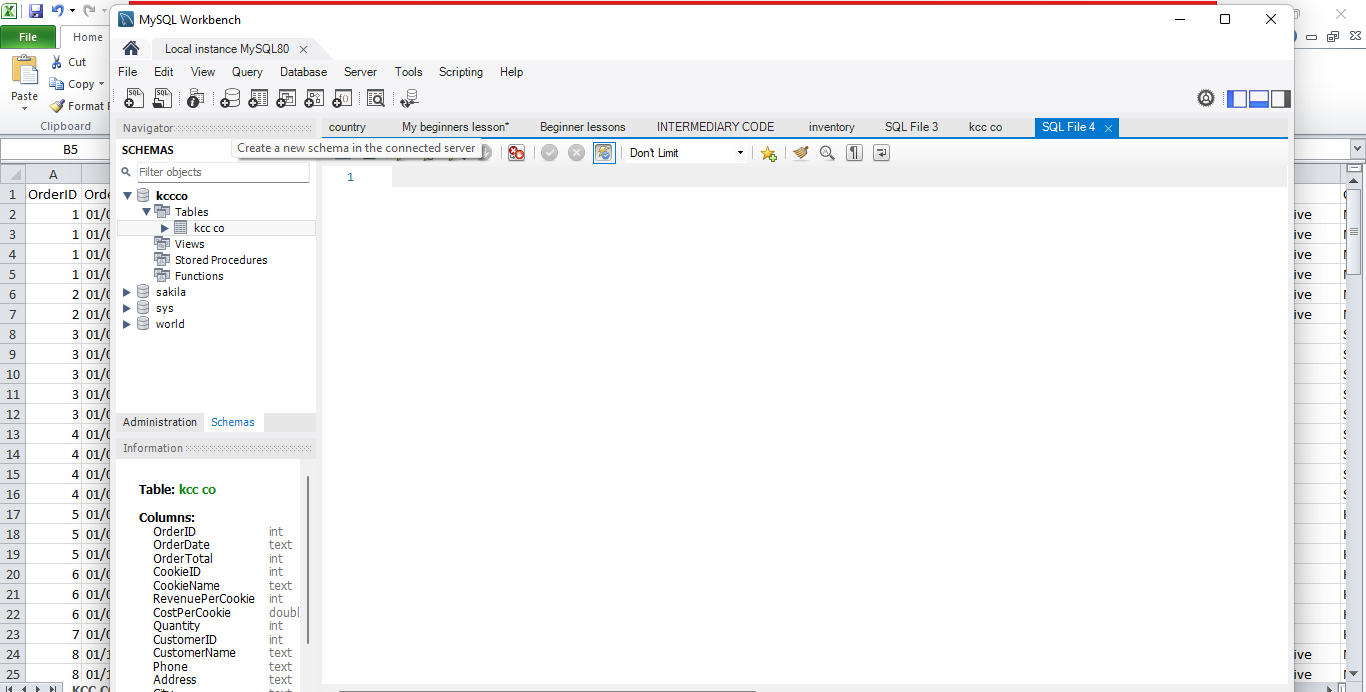 MySQL Workbench
File
Home
Local instance MySQL80
File Edit View Query Database Server Tools Scripting Help
Cut
Copy
Paste
Format
Clipboard
Navigator
country My beginners lesson* Beginner lessons INTERMEDIARY CODE inventory SQL File 3 kcc co SQL File 4
B5
SCHEMAS
Create a new schema in the connected server
Don't Limit
Filter objects
1
A
kccco
Tables
kcc co
Views
Stored Procedures
Functions
sakila
sys
world
1 OrderID Orde
2 1 01/0
3 1 01/0
4 1 01/0
5 1 01/0
6 2 01/0
7 2 01/0
8 3 01/0
9 3 01/0
10 3 01/0
11 3 01/0
12 3 01/0
13 4 01/0
14 4 01/0
15 4 01/0
16 4 01/0
17 5 01/0
18 5 01/0
19 5 01/0
20 6 01/0
21 6 01/0
22 6 01/0
23 7 01/0
24 8 01/1
25 8 01/1
ive
ive
ive
ive
ive
ive
ive
ive
Administration Schemas
Information
Table: kcc co
Columns:
OrderID int
OrderDate text
OrderTotal int
CookieID int
CookieName text
RevenuePerCookie int
CostPerCookie doubl
Quantity int
CustomerID int
CustomerName text
Phone text
Address text